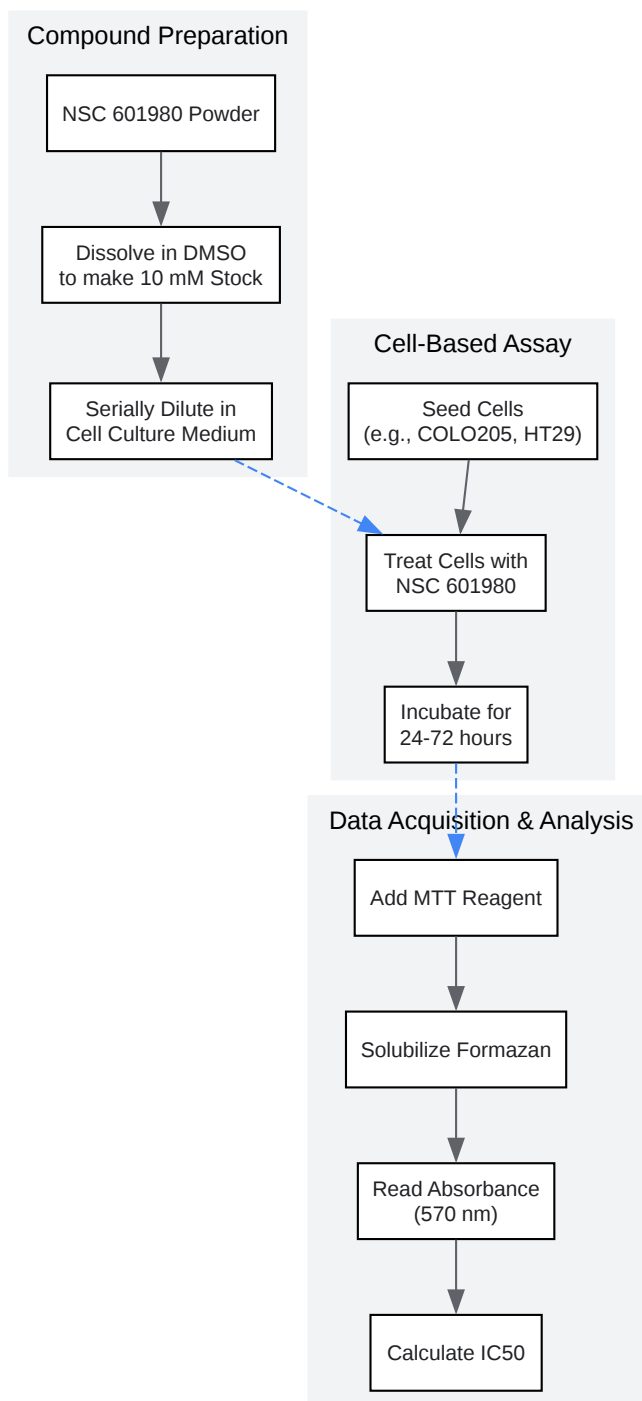 Compound Preparation
NSC 601980 Powder
Dissolve in DMSO
to make 10 mM Stock
Serially Dilute in
Cell Culture Medium
Cell-Based Assay
Seed Cells
(e.g., COLO205, HT29)
Treat Cells with
NSC 601980
Incubate for
24-72 hours
Data Acquisition & Analysis
Add MTT Reagent
Solubilize Formazan
Read Absorbance
(570 nm)
Calculate IC50